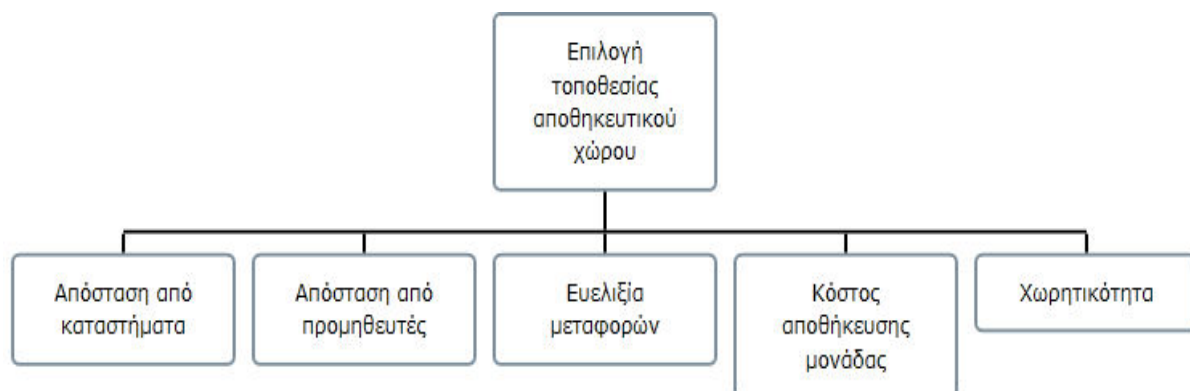 Επιλογή
τοποθεσίας
αποθηκευτικού
χώρου
Απόσταση από
καταστήματα
Απόσταση από
προμηθευτές
Ευελιξία
μεταφορών
Κόστος
αποθήκευσης
μονάδας
Χωρητικότητα